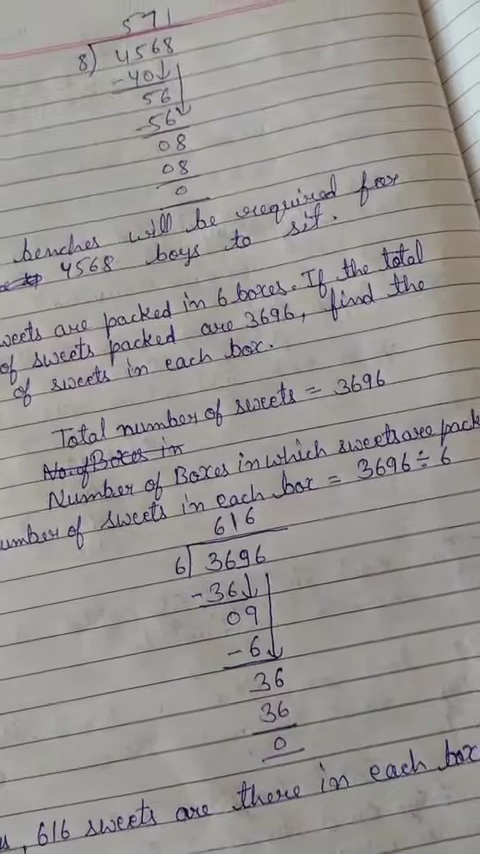 571
8) 4568
-40
56
-56
08
08
0
benches will be required for
4568 boys to sit.
sweets are packed in 6 boxes. If the total
of sweets packed are 3696, find the
of sweets in each box.
Total number of sweets = 3696
No. of Boxes in
Number of Boxes in which sweets are pack
umber of sweets in each box = 3696 ÷ 6
616
6) 3696
-36
09
-6
36
36
0
, 616 sweets are there in each box